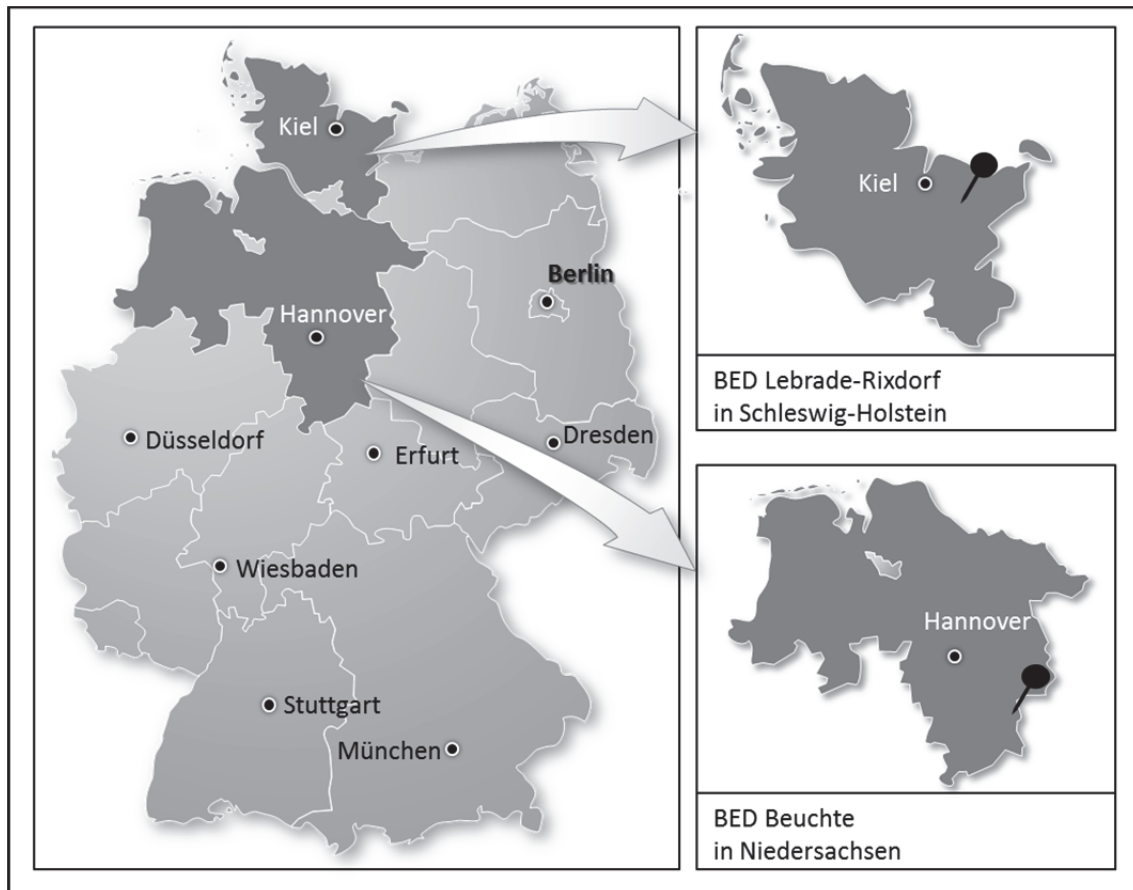 Kiel
Berlin
Hannover
Düsseldorf
Erfurt
Dresden
Wiesbaden
Stuttgart
München
Kiel
BED Lebrade-Rixdorf
in Schleswig-Holstein
Hannover
BED Beuchte
in Niedersachsen